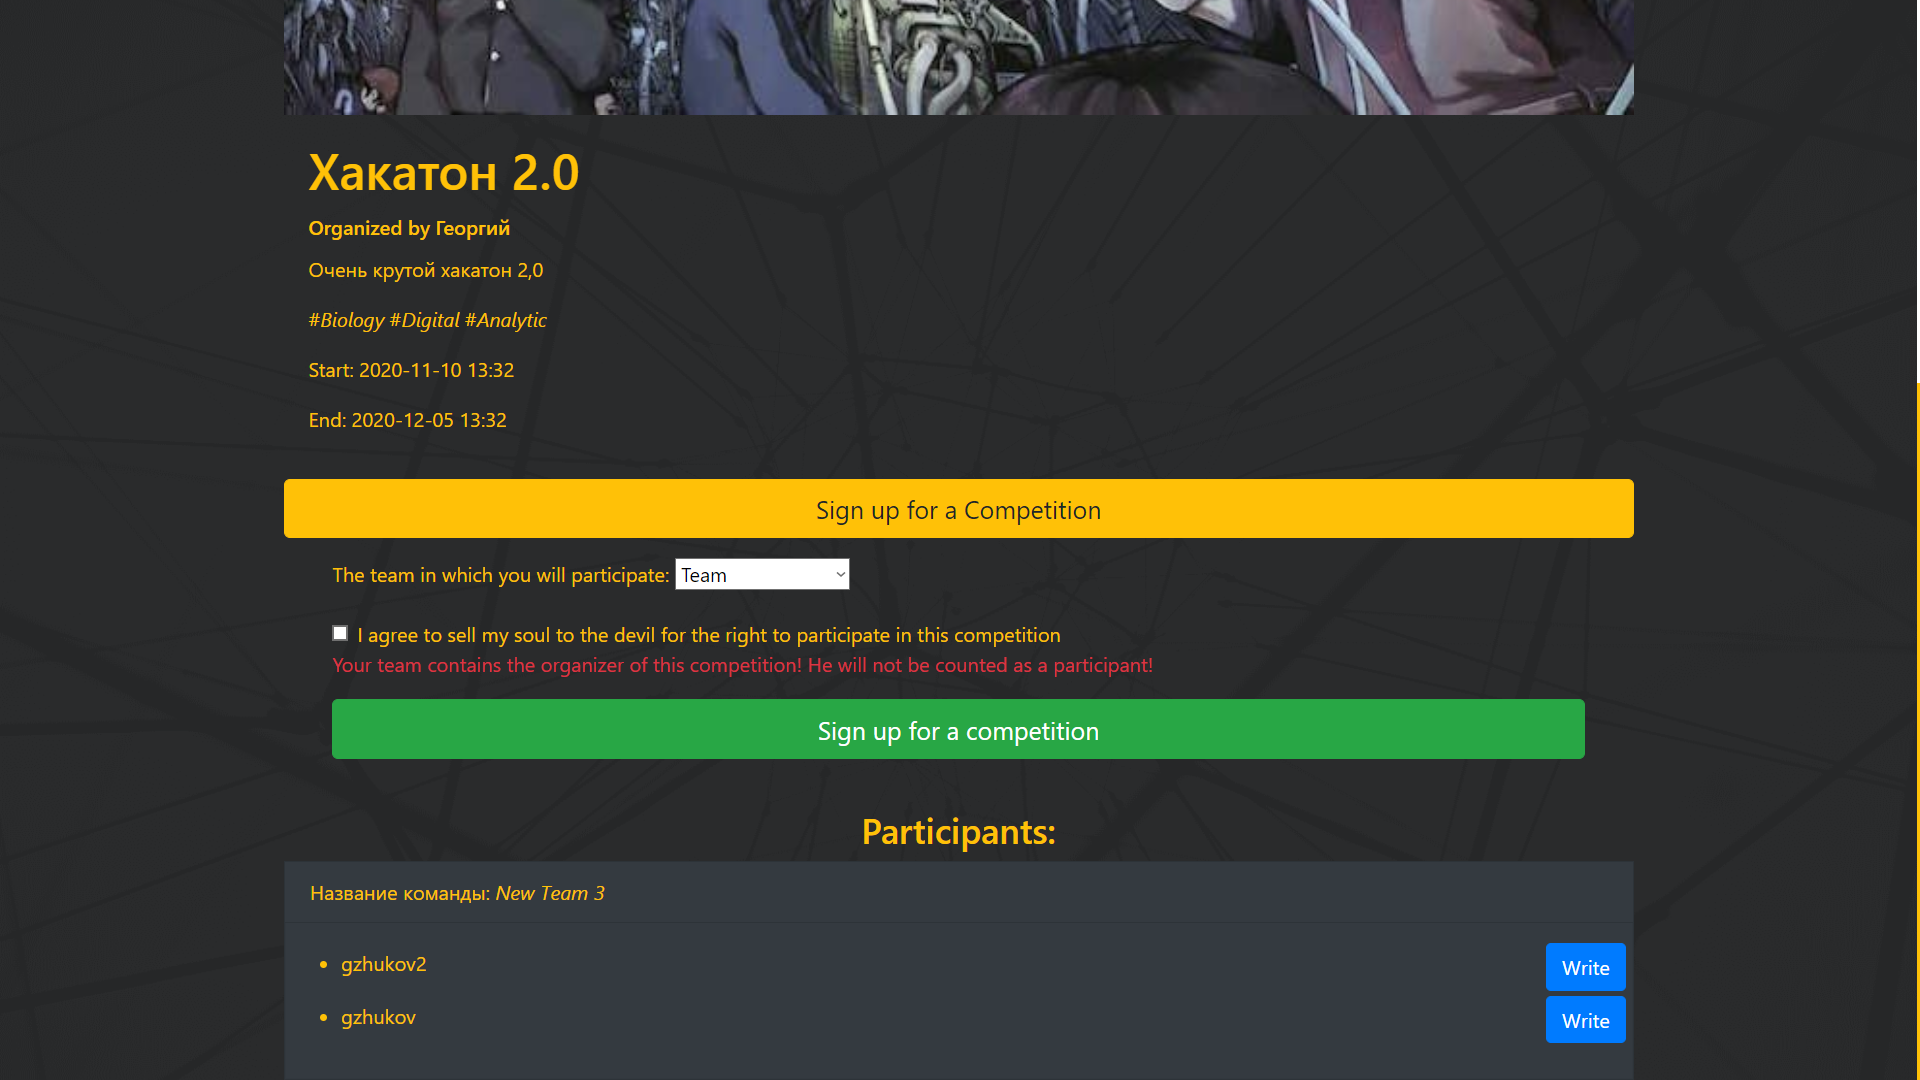 Хакатон 2.0
Organized by Георгий
Очень крутой хакатон 2,0
#Biology #Digital #Analytic
Start: 2020-11-10 13:32
End: 2020-12-05 13:32
Sign up for a Competition
The team in which you will participate: Team
I agree to sell my soul to the devil for the right to participate in this competition
Your team contains the organizer of this competition! He will not be counted as a participant!
Sign up for a competition
Participants:
Название команды: New Team 3
gzhukov2 Write
gzhukov Write